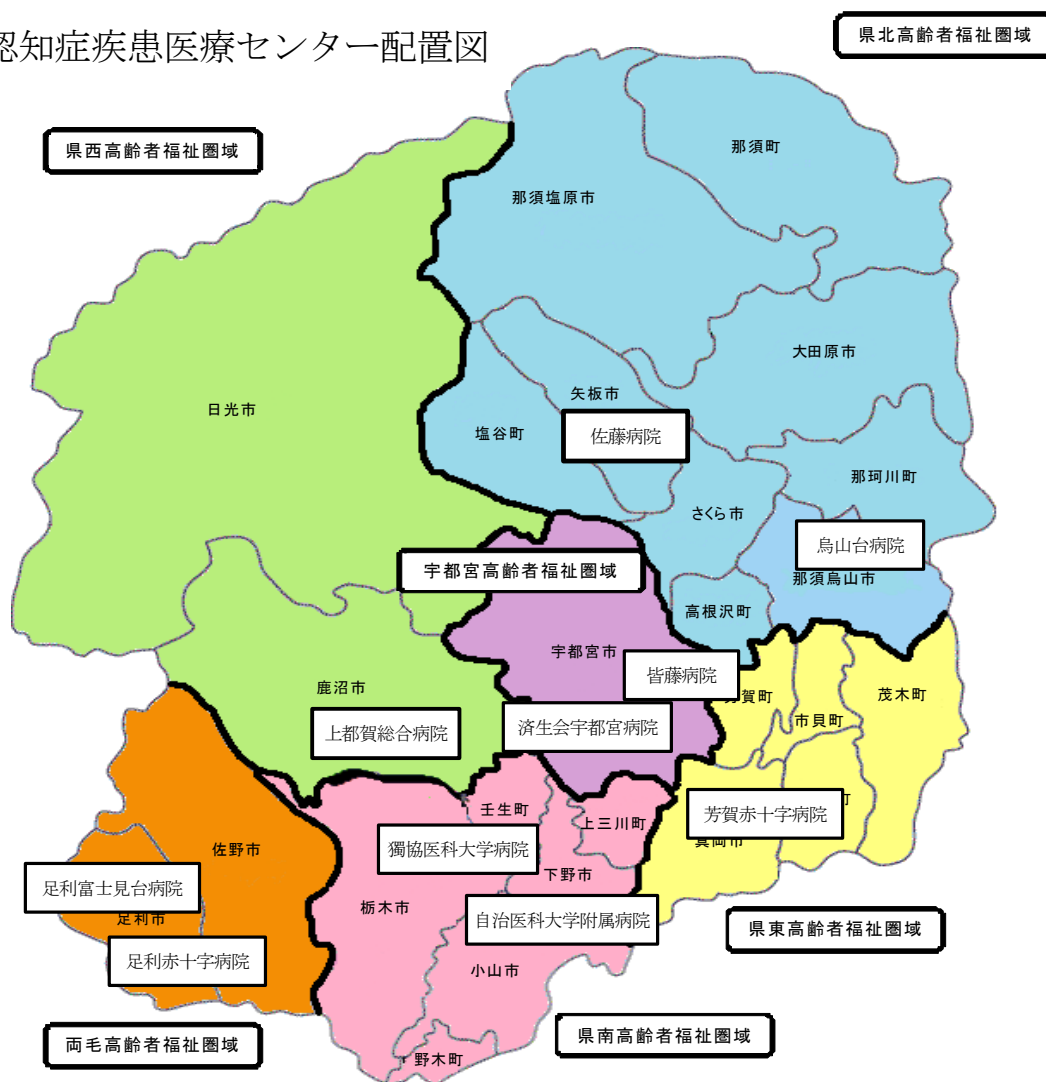 認知症疾患医療センター配置図
県北高齢者福祉圏域
県西高齢者福祉圏域
那須町
那須塩原市
大田原市
矢板市
日光市
塩谷町
佐藤病院
那珂川町
さくら市
烏山台病院
宇都宮高齢者福祉圏域
那須烏山市
高根沢町
宇都宮市
皆藤病院
鹿沼市
芳賀町
茂木町
市貝町
上都賀総合病院
済生会宇都宮病院
壬生町
上三川町
芳賀赤十字病院
町
真岡市
獨協医科大学病院
佐野市
下野市
足利富士見台病院
栃木市
足利市
自治医科大学附属病院
県東高齢者福祉圏域
足利赤十字病院
小山市
両毛高齢者福祉圏域
県南高齢者福祉圏域
野木町